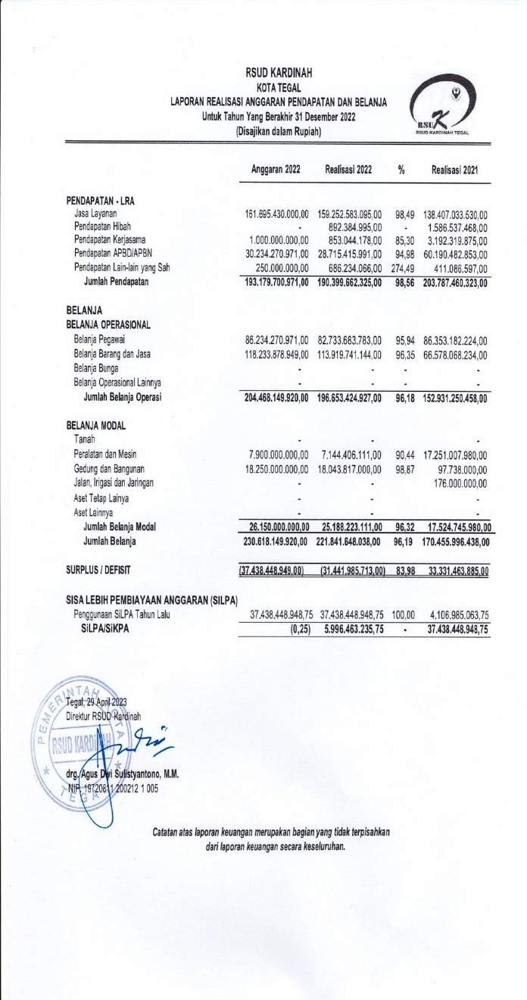 RSUD KARDINAH
KOTA TEGAL
LAPORAN REALISASI ANGGARAN PENDAPATAN DAN BELANJA
Untuk Tahun Yang Berakhir 31 Desember 2022
(Disajikan dalam Rupiah)
RSUK
RSUD KARDINAH TEGAL
Anggaran 2022 Realisasi 2022 % Realisasi 2021
PENDAPATAN - LRA
Jasa Layanan 161.695.430.000,00 159.252.583.095,00 98,49 138.407.033.530,00
Pendapatan Hibah - 892.384.995,00 - 1.586.537.468,00
Pendapatan Kerjasama 1.000.000.000,00 853.044.178,00 85,30 3.192.319.875,00
Pendapatan APBD/APBN 30.234.270.971,00 28.715.415.991,00 94,98 60.190.482.853,00
Pendapatan Lain-lain yang Sah 250.000.000,00 686.234.066,00 274,49 411.086.597,00
Jumlah Pendapatan 193.179.700.971,00 190.399.662.325,00 98,56 203.787.460.323,00
BELANJA
BELANJA OPERASIONAL
Belanja Pegawai 86.234.270.971,00 82.733.683.783,00 95,94 86.353.182.224,00
Belanja Barang dan Jasa 118.233.878.949,00 113.919.741.144,00 96,35 66.578.068.234,00
Belanja Bunga - - - -
Belanja Operasional Lainnya - - - -
Jumlah Belanja Operasi 204.468.149.920,00 196.653.424.927,00 96,18 152.931.250.458,00
BELANJA MODAL
Tanah - - -
Peralatan dan Mesin 7.900.000.000,00 7.144.406.111,00 90,44 17.251.007.980,00
Gedung dan Bangunan 18.250.000.000,00 18.043.817.000,00 98,87 97.738.000,00
Jalan, Irigasi dan Jaringan - - 176.000.000,00
Aset Tetap Lainya - - -
Aset Lainnya - - -
Jumlah Belanja Modal 26.150.000.000,00 25.188.223.111,00 96,32 17.524.745.980,00
Jumlah Belanja 230.618.149.920,00 221.841.648.038,00 96,19 170.455.996.438,00
SURPLUS / DEFISIT (37.438.448.949,00) (31.441.985.713,00) 83,98 33.331.463.885,00
SISA LEBIH PEMBIAYAAN ANGGARAN (SILPA)
Penggunaan SiLPA Tahun Lalu 37.438.448.948,75 37.438.448.948,75 100,00 4.106.985.063,75
SiLPA/SiKPA (0,25) 5.996.463.235,75 - 37.438.448.948,75
PEMERINTAH KOTA
RSUD KARDINAH
TEGAL
Tegal, 29 April 2023
Direktur RSUD Kardinah
drg. Agus Dwi Sulistyantono, M.M.
NIP. 19720811 200212 1 005
Catatan atas laporan keuangan merupakan bagian yang tidak terpisahkan
dari laporan keuangan secara keseluruhan.